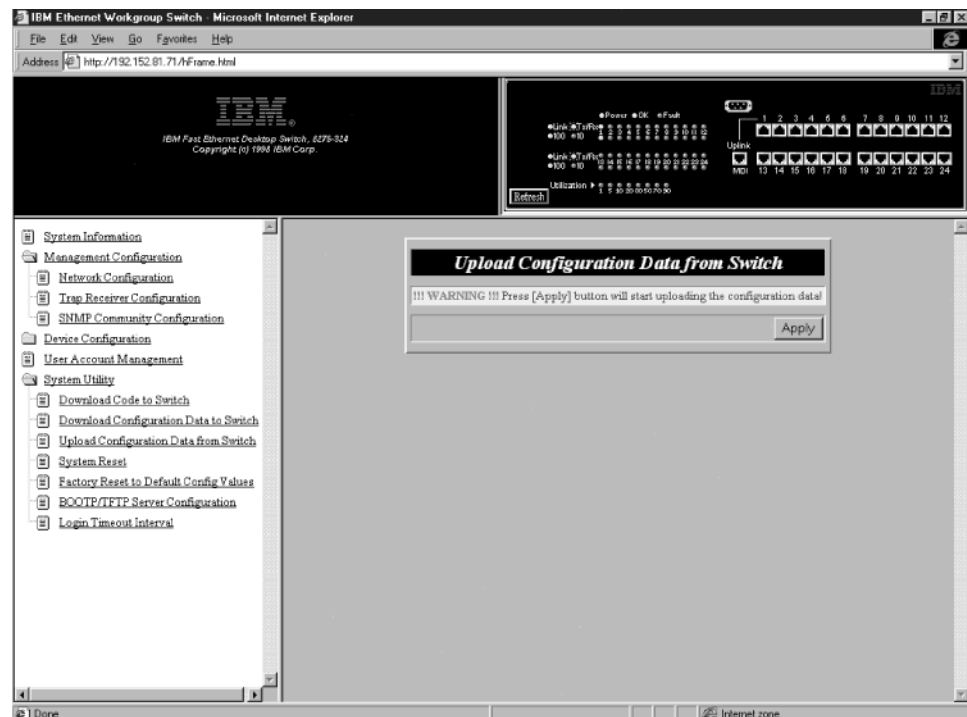 IBM Ethernet Workgroup Switch - Microsoft Internet Explorer
File Edit View Go Favorites Help
Address http://192.152.81.71/hFrame.html
IBM
IBM Fast Ethernet Desktop Switch, 8275-324
Copyright (c) 1998 IBM Corp.
IBM
Power OK Fault
Link Tx/Rx
100 10
1 2 3 4 5 6 7 8 9 10 11 12
Uplink
Link Tx/Rx
100 10
MDI 13 14 15 16 17 18 19 20 21 22 23 24
Utilization
Refresh
System Information
Management Configuration
Network Configuration
Trap Receiver Configuration
SNMP Community Configuration
Device Configuration
User Account Management
System Utility
Download Code to Switch
Download Configuration Data to Switch
Upload Configuration Data from Switch
System Reset
Factory Reset to Default Config Values
BOOTP/TFTP Server Configuration
Login Timeout Interval
Upload Configuration Data from Switch
!!! WARNING !!! Press [Apply] button will start uploading the configuration data!
Apply
Done
Internet zone